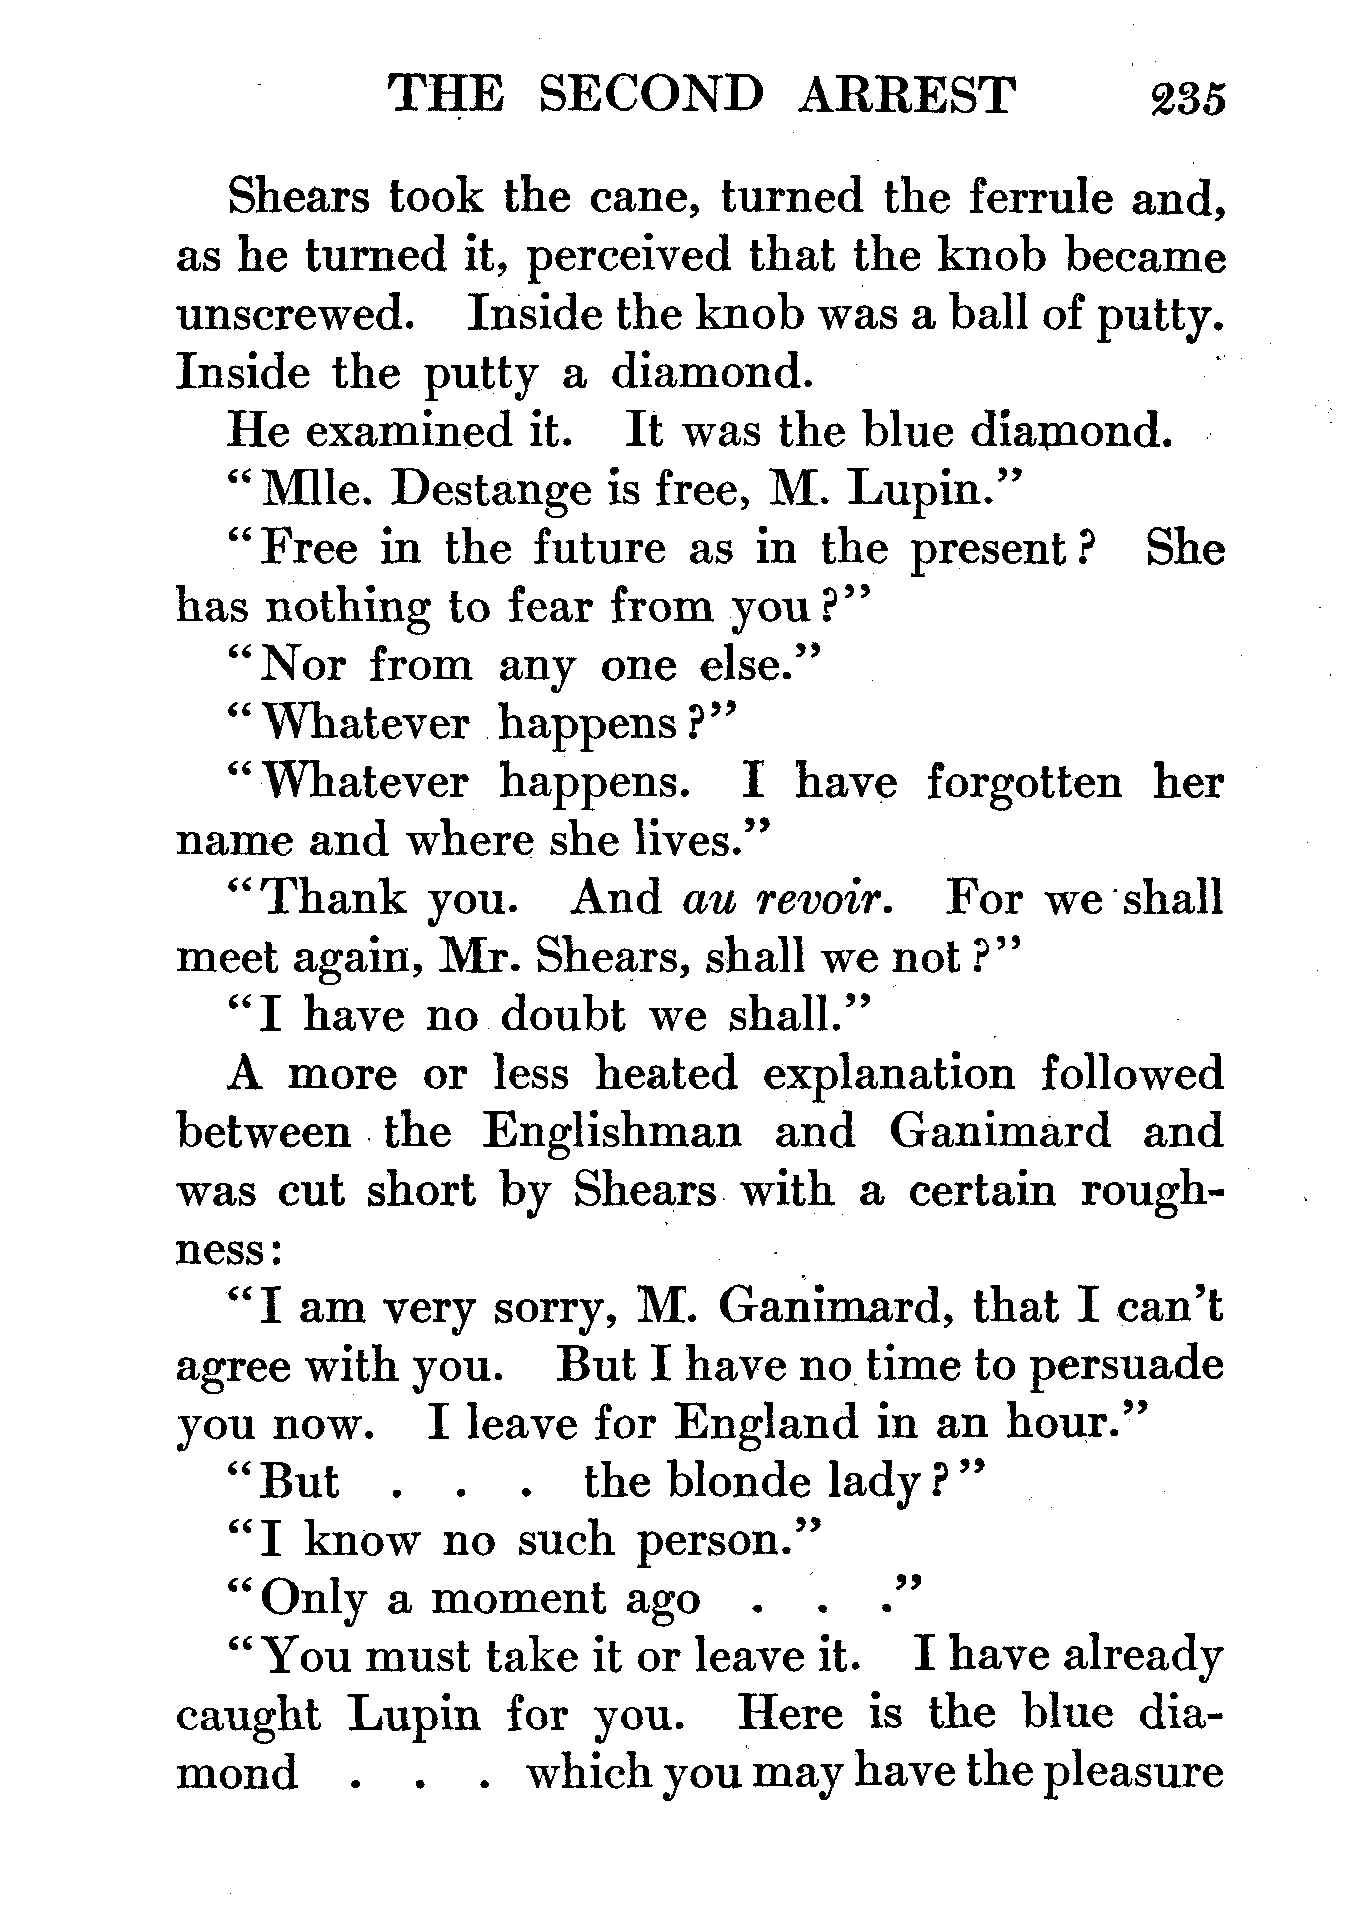 THE SECOND ARREST 235
Shears took the cane, turned the ferrule and,
as he turned it, perceived that the knob became
unscrewed. Inside the knob was a ball of putty.
Inside the putty a diamond.
He examined it. It was the blue diamond.
"Mlle. Destange is free, M. Lupin."
"Free in the future as in the present? She
has nothing to fear from you?"
"Nor from any one else."
"Whatever happens?"
"Whatever happens. I have forgotten her
name and where she lives."
"Thank you. And au revoir. For we shall
meet again, Mr. Shears, shall we not?"
"I have no doubt we shall."
A more or less heated explanation followed
between the Englishman and Ganimard and
was cut short by Shears with a certain rough-
ness:
"I am very sorry, M. Ganimard, that I can't
agree with you. But I have no time to persuade
you now. I leave for England in an hour."
"But . . . the blonde lady?"
"I know no such person."
"Only a moment ago . . ."
"You must take it or leave it. I have already
caught Lupin for you. Here is the blue dia-
mond . . . which you may have the pleasure